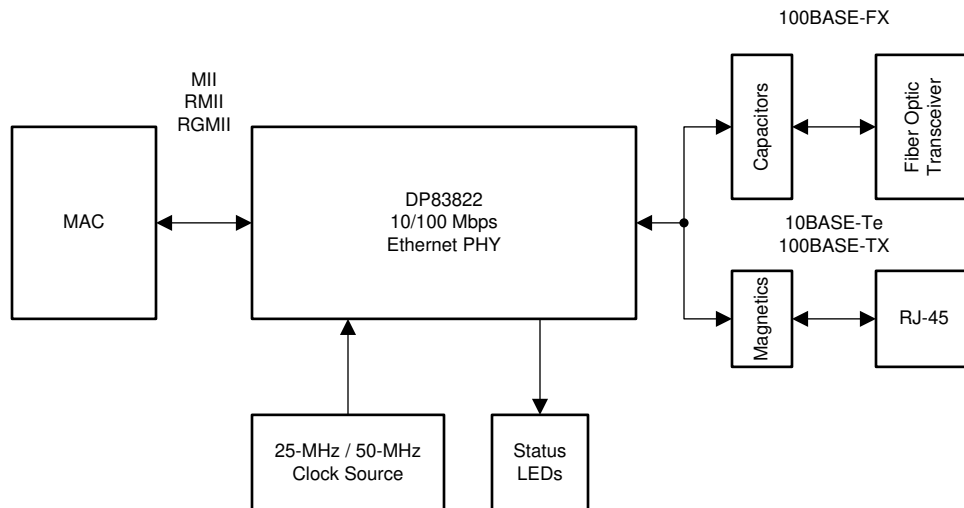 100BASE-FX
MII
RMII
RGMII
MAC
DP83822
10/100 Mbps
Ethernet PHY
Capacitors
Fiber Optic
Transceiver
10BASE-Te
100BASE-TX
Magnetics
RJ-45
25-MHz / 50-MHz
Clock Source
Status
LEDs